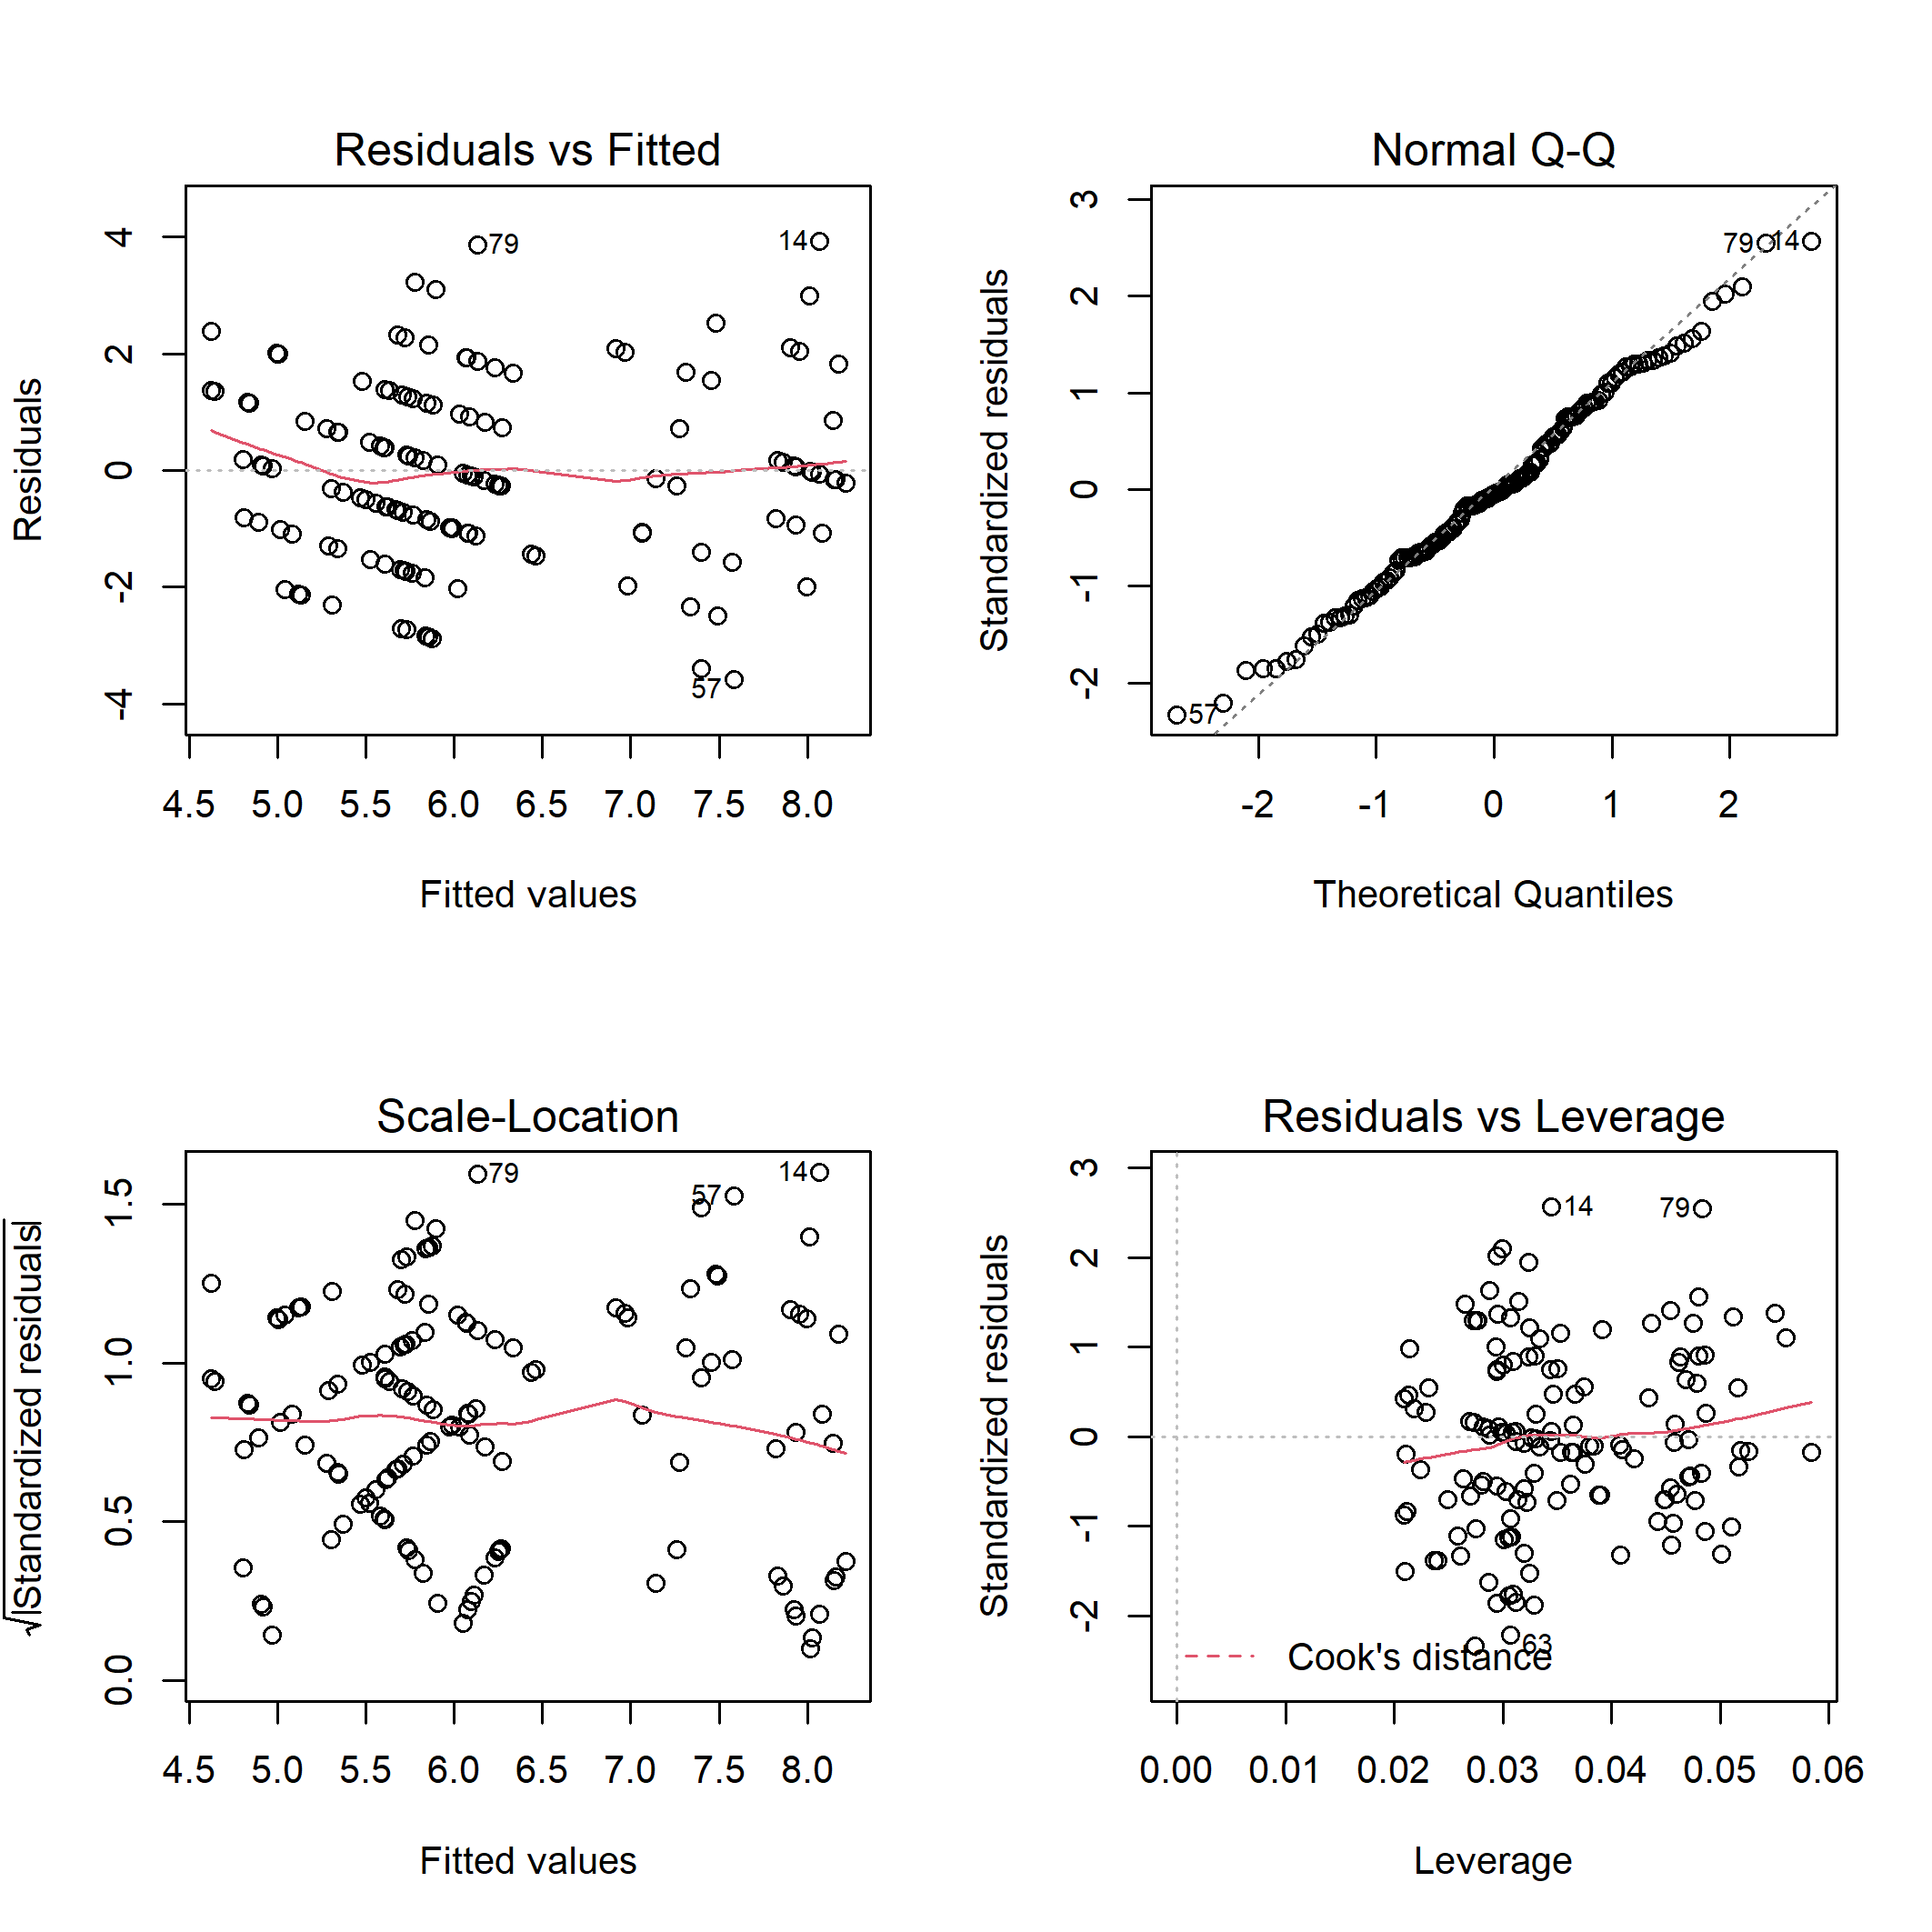 Residuals vs Fitted
Residuals
4
2
0
-2
-4
79
14
57
4.5 5.0 5.5 6.0 6.5 7.0 7.5 8.0
Fitted values
Normal Q-Q
Standardized residuals
3
2
1
0
-1
-2
79
14
57
-2 -1 0 1 2
Theoretical Quantiles
Scale-Location
√|Standardized residuals|
1.5
1.0
0.5
0.0
79
57
14
4.5 5.0 5.5 6.0 6.5 7.0 7.5 8.0
Fitted values
Residuals vs Leverage
Standardized residuals
3
2
1
0
-1
-2
14
79
63
Cook's distance
0.00 0.01 0.02 0.03 0.04 0.05 0.06
Leverage